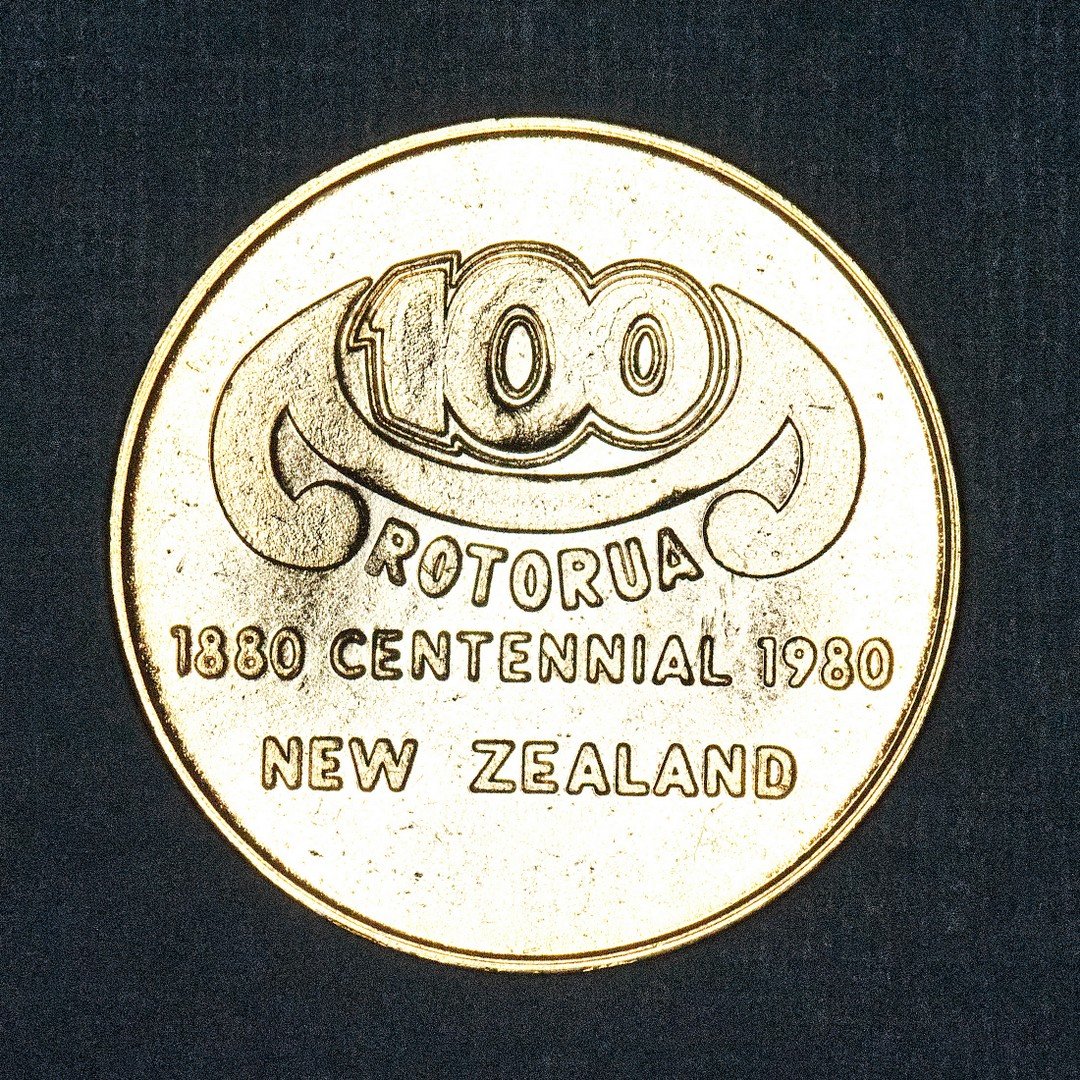 100
ROTORUA
1880 CENTENNIAL 1980
NEW ZEALAND